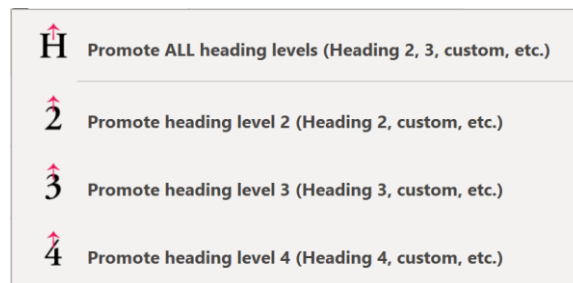 H Promote ALL heading levels (Heading 2, 3, custom, etc.)
2 Promote heading level 2 (Heading 2, custom, etc.)
3 Promote heading level 3 (Heading 3, custom, etc.)
4 Promote heading level 4 (Heading 4, custom, etc.)